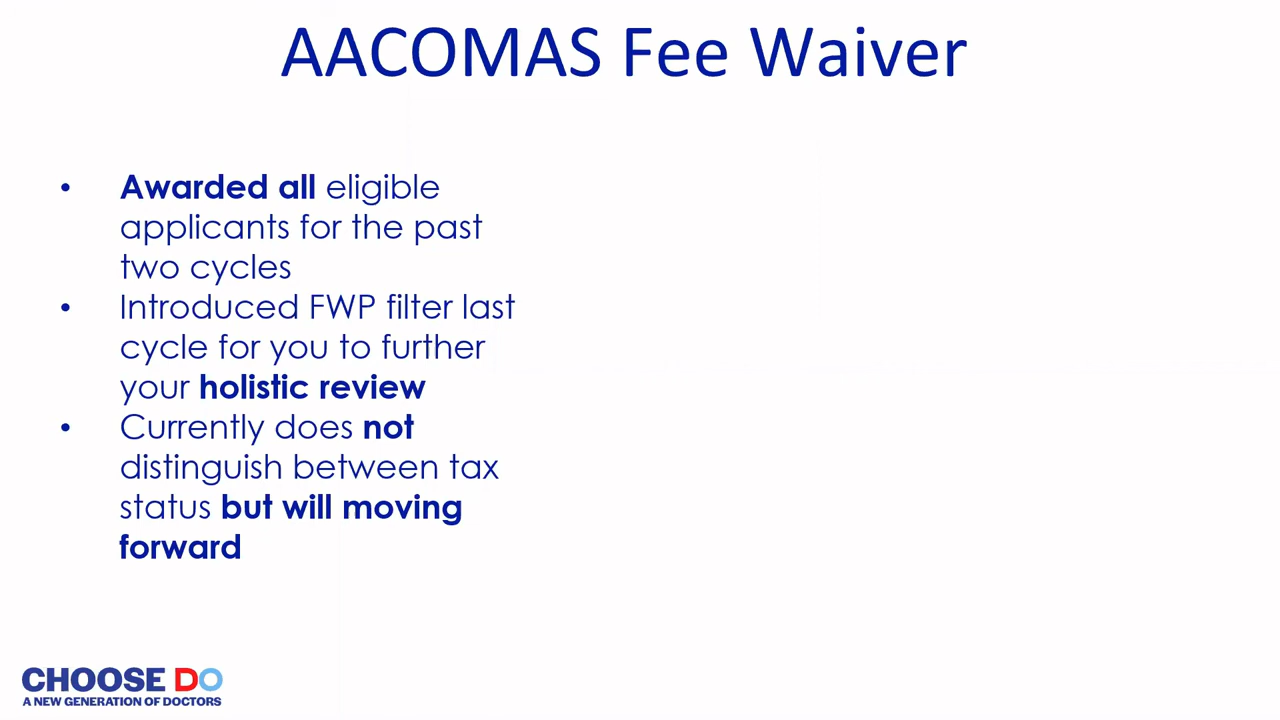 AACOMAS Fee Waiver
• Awarded all eligible
applicants for the past
two cycles
• Introduced FWP filter last
cycle for you to further
your holistic review
• Currently does not
distinguish between tax
status but will moving
forward
CHOOSE DO
A NEW GENERATION OF DOCTORS